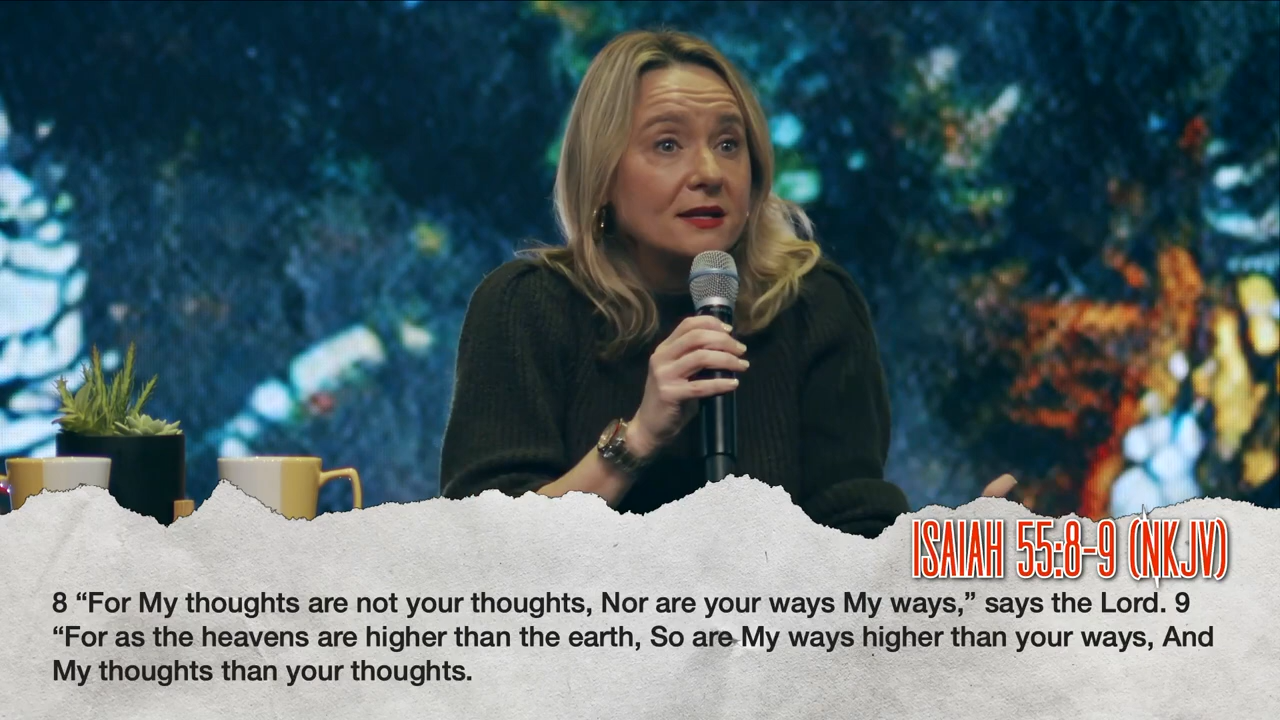 ISAIAH 55:8-9 (NKJV)
8 “For My thoughts are not your thoughts, Nor are your ways My ways,” says the Lord. 9
“For as the heavens are higher than the earth, So are My ways higher than your ways, And
My thoughts than your thoughts.